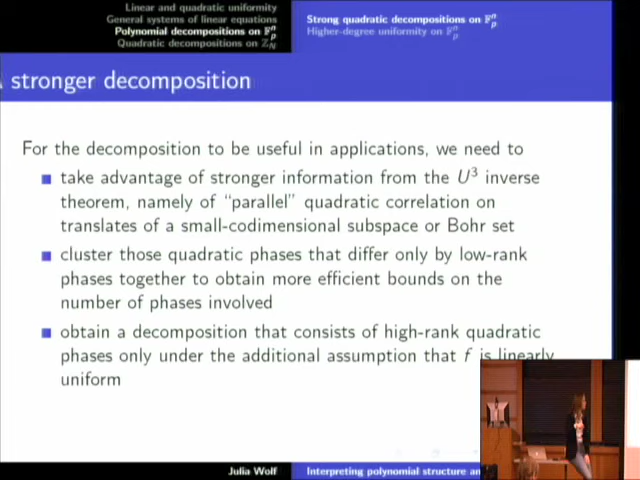 Linear and quadratic uniformity
General systems of linear equations
Polynomial decompositions on 𝔽ₚⁿ
Quadratic decompositions on ℤ_N
Strong quadratic decompositions on 𝔽ₚⁿ
Higher-degree uniformity on 𝔽ₚⁿ
stronger decomposition
For the decomposition to be useful in applications, we need to
take advantage of stronger information from the U³ inverse
theorem, namely of "parallel" quadratic correlation on
translates of a small-codimensional subspace or Bohr set
cluster those quadratic phases that differ only by low-rank
phases together to obtain more efficient bounds on the
number of phases involved
obtain a decomposition that consists of high-rank quadratic
phases only under the additional assumption that f is linearly
uniform
Julia Wolf
Interpreting polynomial structure an